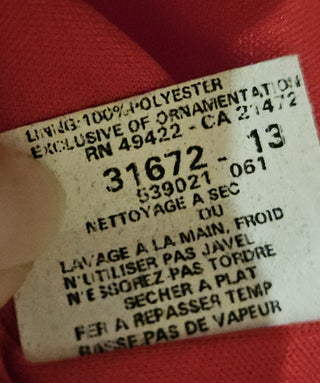 LINING:100%POLYESTER
EXCLUSIVE OF ORNAMENTATION
RN 49422 - CA 21472
31672 - 13
839021 061
NETTOYAGE A SEC
OU
LAVAGE A LA MAIN, FROID
N'UTILISER PAS JAVEL
N'ESSOREZ PAS TORDRE
SECHER A PLAT
FER A REPASSER TEMP
BASSE PAS DE VAPEUR